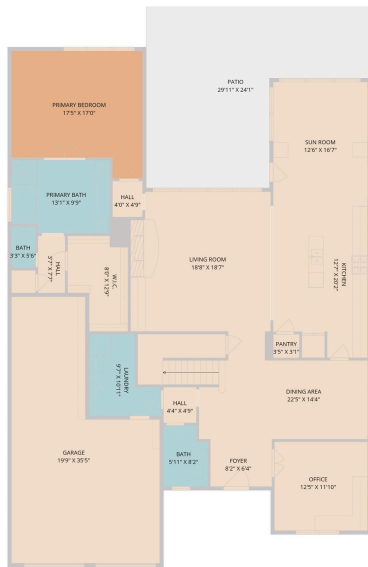 PATIO
29'11" X 24'1"
PRIMARY BEDROOM
17'5" X 17'0"
SUN ROOM
12'6" X 16'7"
PRIMARY BATH
13'1" X 9'9"
HALL
4'0" X 4'9"
BATH
3'3" X 5'6"
HALL
5'7" X 7'7"
W.I.C.
8'0" X 12'9"
LIVING ROOM
18'8" X 18'7"
KITCHEN
12'7" X 20'2"
PANTRY
3'5" X 3'1"
LAUNDRY
9'7" X 10'11"
DINING AREA
22'5" X 14'4"
HALL
4'4" X 4'9"
GARAGE
19'9" X 35'5"
BATH
5'11" X 8'2"
FOYER
8'2" X 6'4"
OFFICE
12'5" X 11'10"